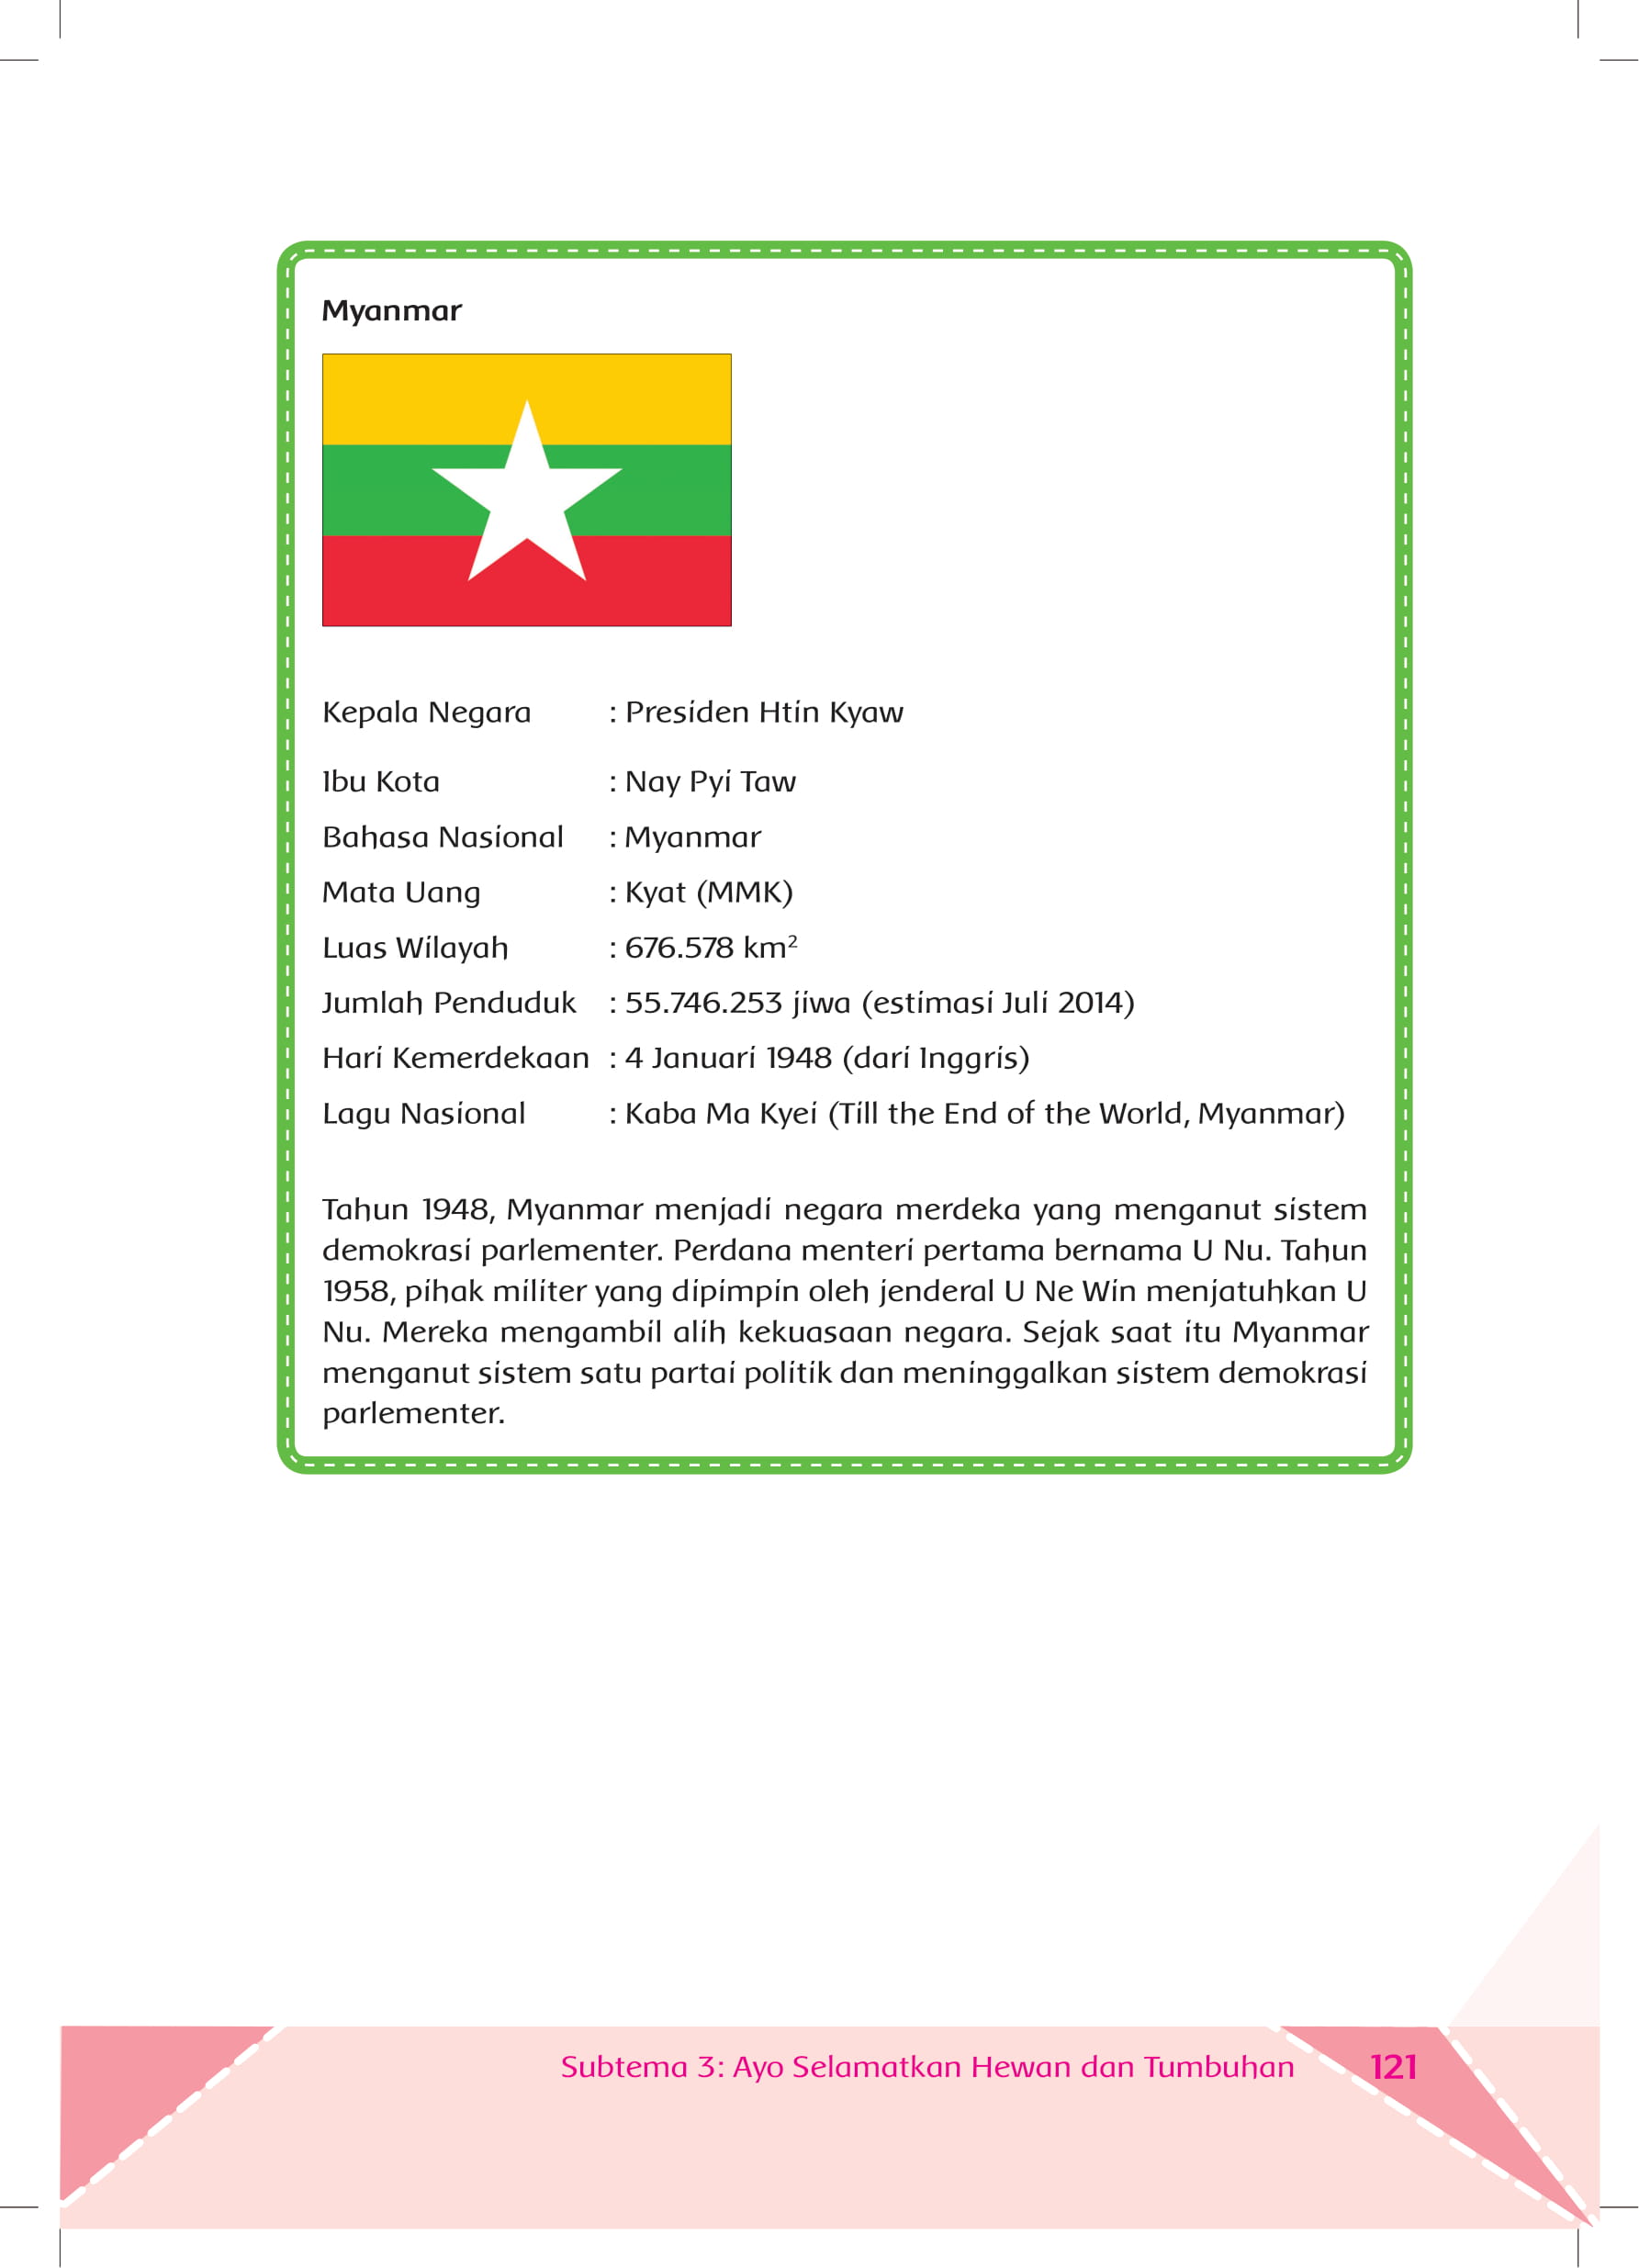 Myanmar
Kepala Negara : Presiden Htin Kyaw
Ibu Kota : Nay Pyi Taw
Bahasa Nasional : Myanmar
Mata Uang : Kyat (MMK)
Luas Wilayah : 676.578 km²
Jumlah Penduduk : 55.746.253 jiwa (estimasi Juli 2014)
Hari Kemerdekaan : 4 Januari 1948 (dari Inggris)
Lagu Nasional : Kaba Ma Kyei (Till the End of the World, Myanmar)
Tahun 1948, Myanmar menjadi negara merdeka yang menganut sistem
demokrasi parlementer. Perdana menteri pertama bernama U Nu. Tahun
1958, pihak militer yang dipimpin oleh jenderal U Ne Win menjatuhkan U
Nu. Mereka mengambil alih kekuasaan negara. Sejak saat itu Myanmar
menganut sistem satu partai politik dan meninggalkan sistem demokrasi
parlementer.
Subtema 3: Ayo Selamatkan Hewan dan Tumbuhan 121